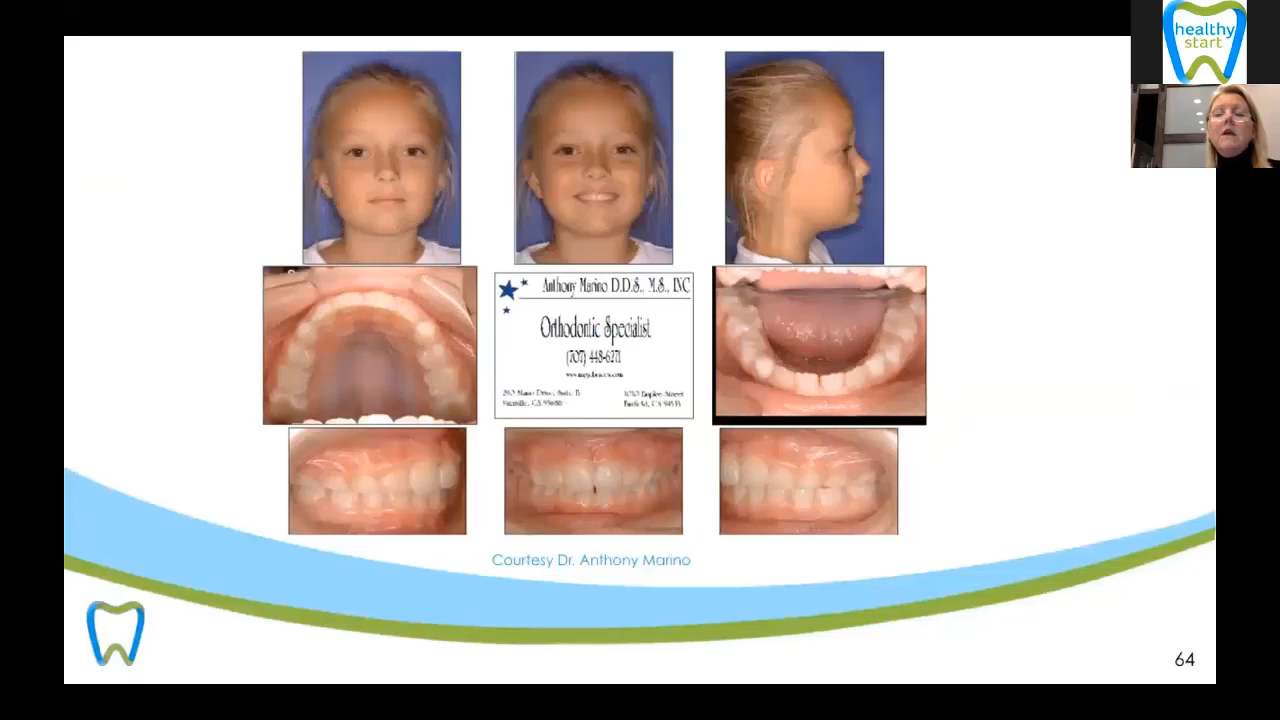 healthy
start
Anthony Marino D.D.S., M.S., INC
Orthodontic Specialist
(707) 448-6271
Courtesy Dr. Anthony Marino
64